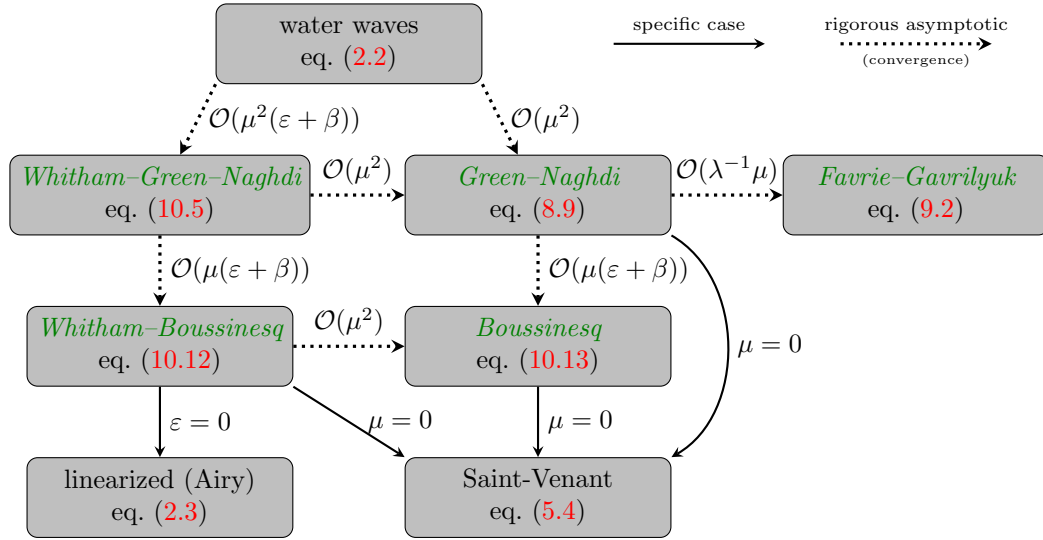 water waves
eq. (2.2)
specific case
rigorous asymptotic
(convergence)
𝒪(μ²(ε + β))
𝒪(μ²)
Whitham–Green–Naghdi
eq. (10.5)
𝒪(μ²)
Green–Naghdi
eq. (8.9)
𝒪(λ⁻¹μ)
Favrie–Gavrilyuk
eq. (9.2)
𝒪(μ(ε + β))
𝒪(μ(ε + β))
Whitham–Boussinesq
eq. (10.12)
𝒪(μ²)
Boussinesq
eq. (10.13)
μ = 0
ε = 0
μ = 0
μ = 0
linearized (Airy)
eq. (2.3)
Saint-Venant
eq. (5.4)